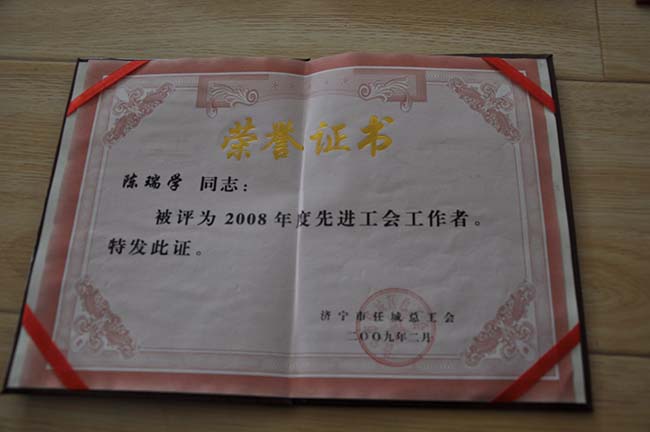 荣誉证书
陈瑞学 同志：
被评为2008年度先进工会工作者。
特发此证。
济宁市任城总工会
二〇〇九年二月